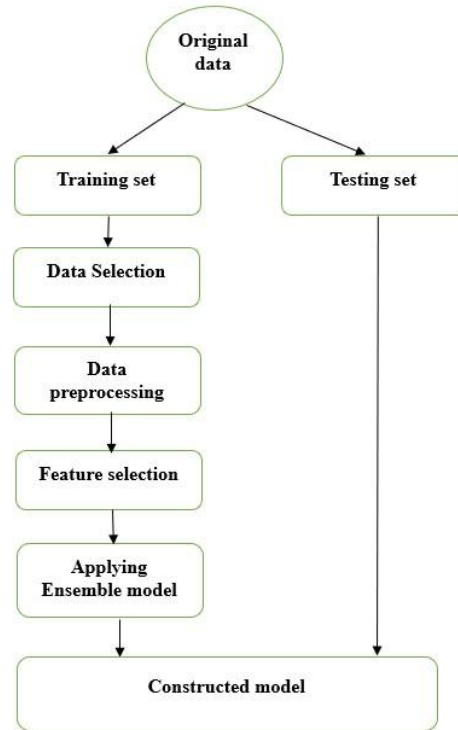 Original
data
Training set
Testing set
Data Selection
Data
preprocessing
Feature selection
Applying
Ensemble model
Constructed model